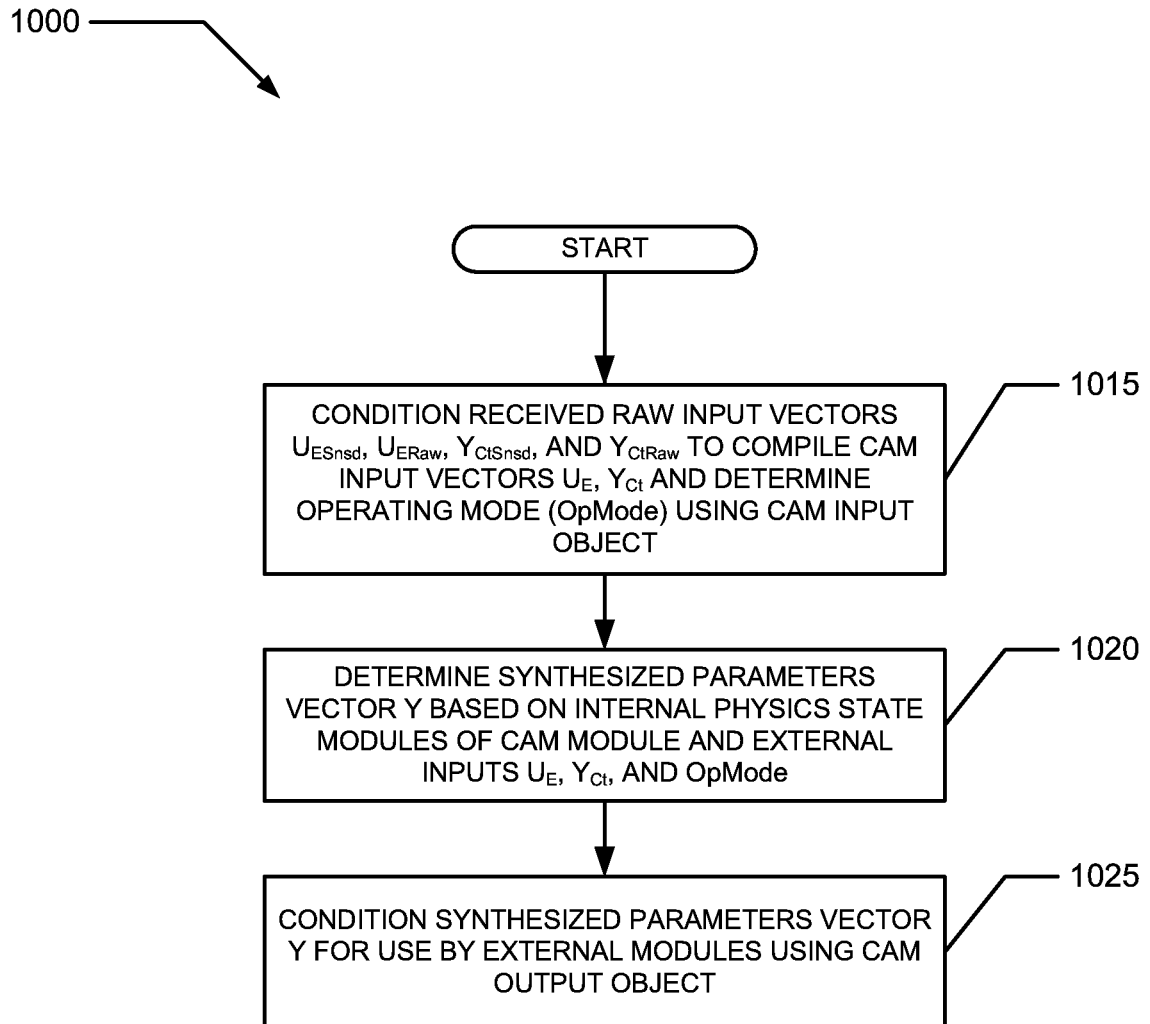 1000
START
1015
CONDITION RECEIVED RAW INPUT VECTORS
UESnsd, UERaw, YCtSnsd, AND YCtRaw TO COMPILE CAM
INPUT VECTORS UE, YCt AND DETERMINE
OPERATING MODE (OpMode) USING CAM INPUT
OBJECT
1020
DETERMINE SYNTHESIZED PARAMETERS
VECTOR Y BASED ON INTERNAL PHYSICS STATE
MODULES OF CAM MODULE AND EXTERNAL
INPUTS UE, YCt, AND OpMode
1025
CONDITION SYNTHESIZED PARAMETERS VECTOR
Y FOR USE BY EXTERNAL MODULES USING CAM
OUTPUT OBJECT